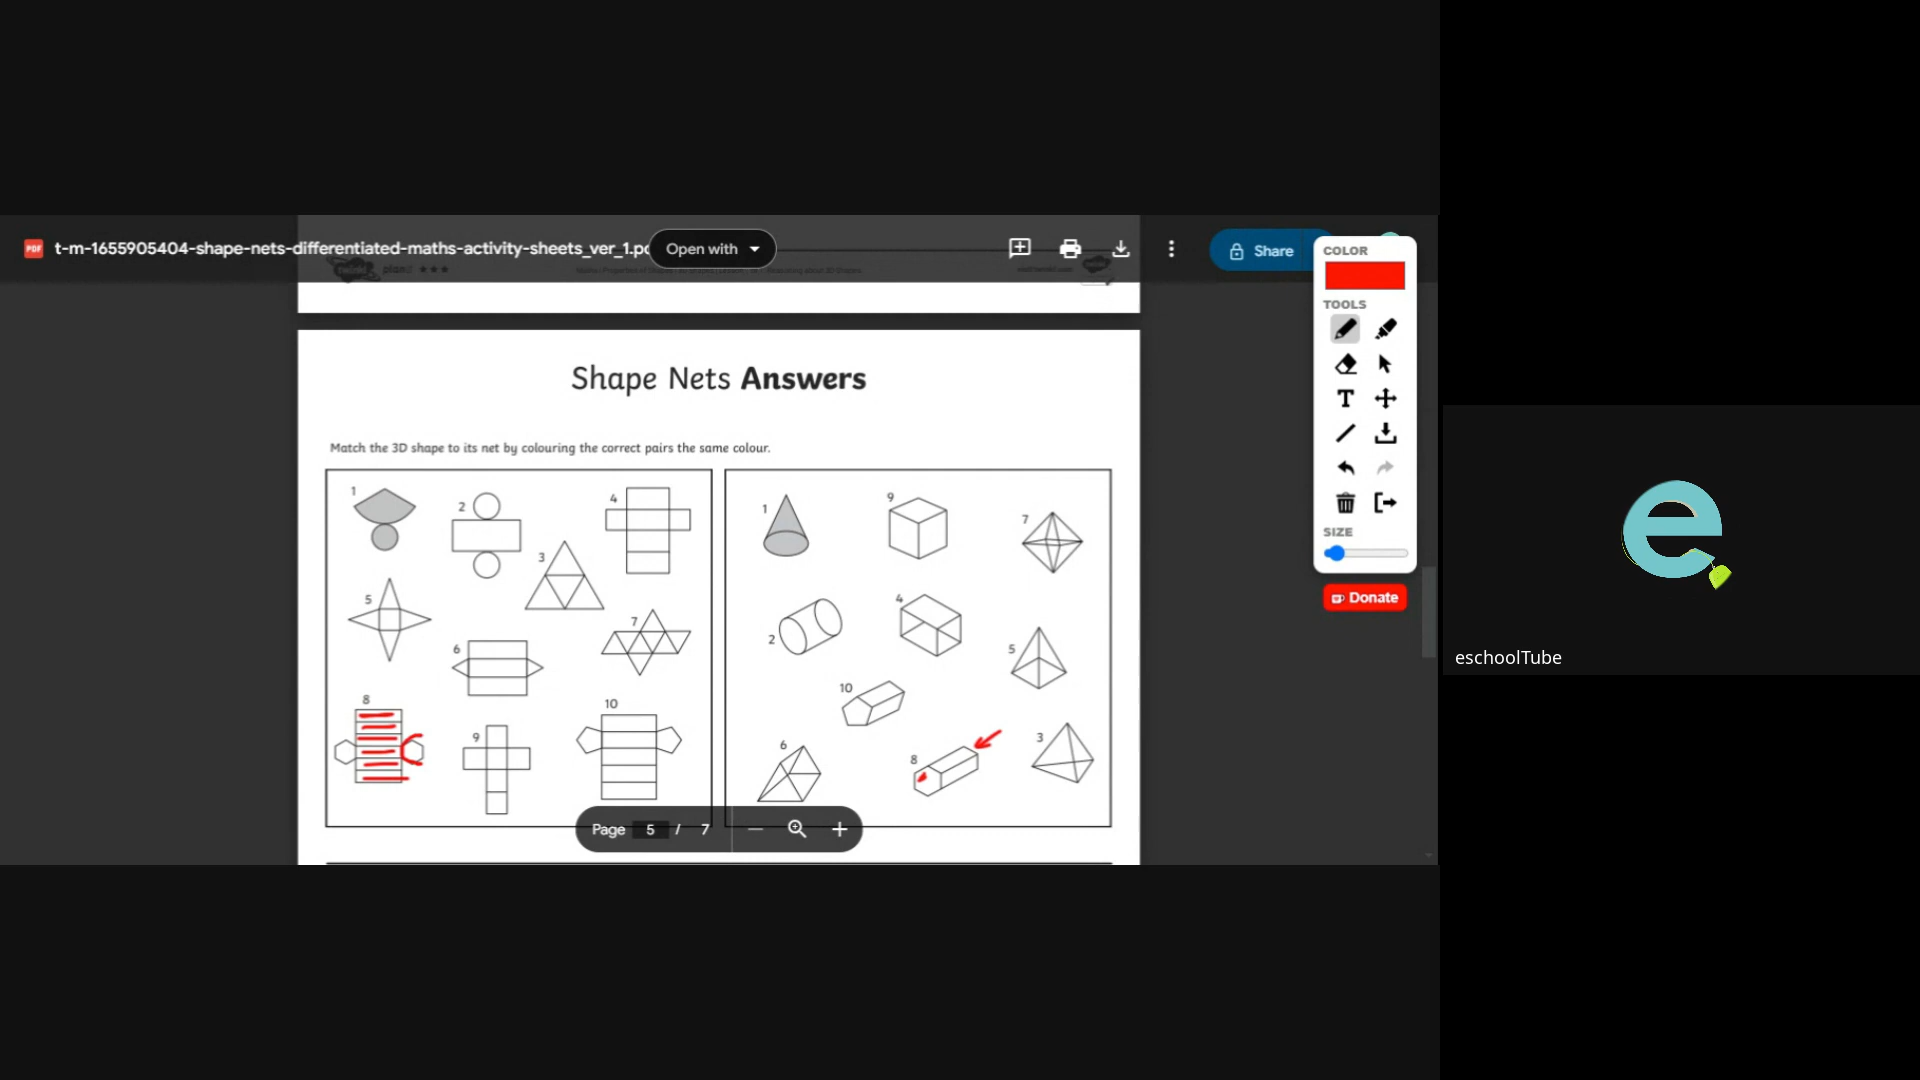 t-m-1655905404-shape-nets-differentiated-maths-activity-sheets_ver_1.pd
Open with
Share
COLOR
TOOLS
SIZE
Donate
Shape Nets Answers
Match the 3D shape to its net by colouring the correct pairs the same colour.
1
2
4
3
5
7
6
8
10
9
1
9
7
2
4
5
10
6
8
3
Page 5 / 7
eschoolTube